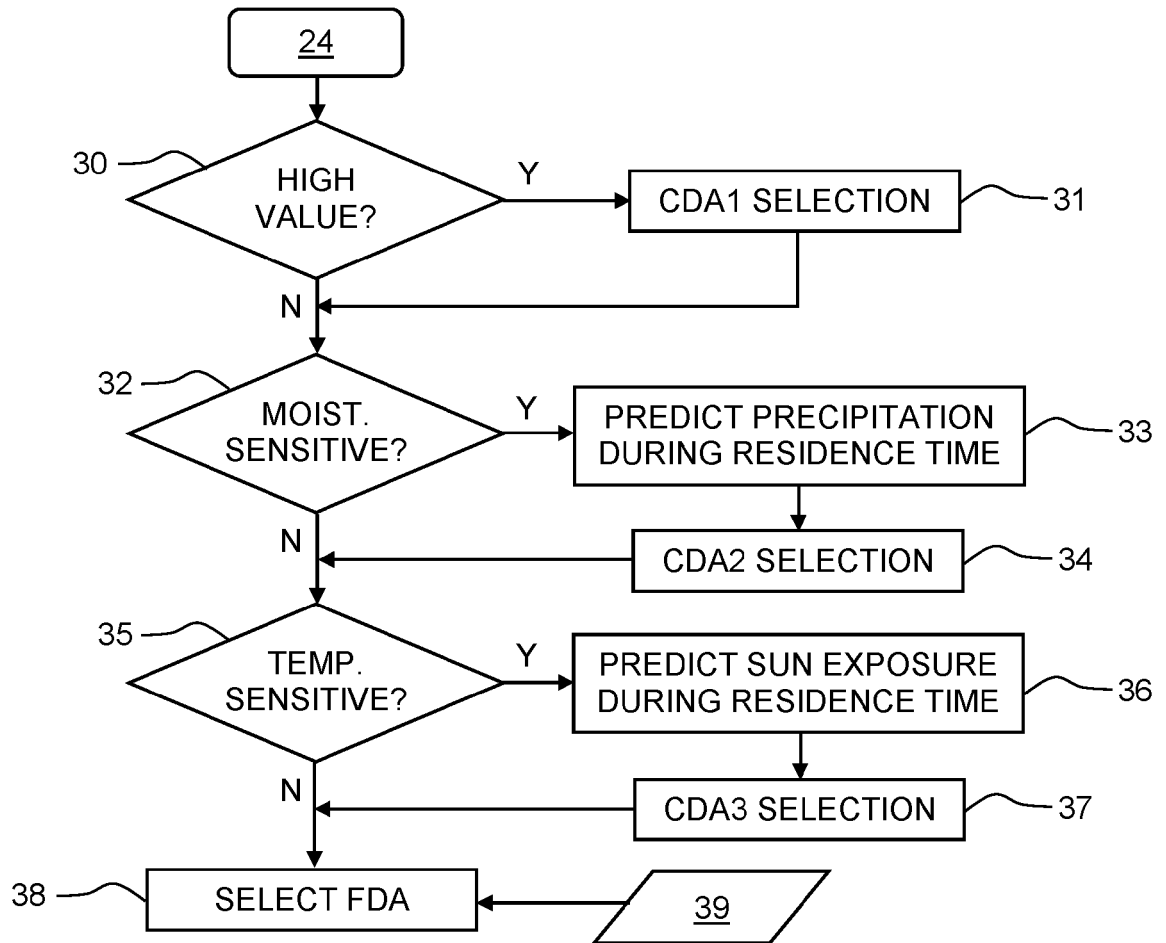 24
30
HIGH
VALUE?
Y
CDA1 SELECTION
31
N
32
MOIST.
SENSITIVE?
Y
PREDICT PRECIPITATION
DURING RESIDENCE TIME
33
N
CDA2 SELECTION
34
35
TEMP.
SENSITIVE?
Y
PREDICT SUN EXPOSURE
DURING RESIDENCE TIME
36
N
CDA3 SELECTION
37
38
SELECT FDA
39